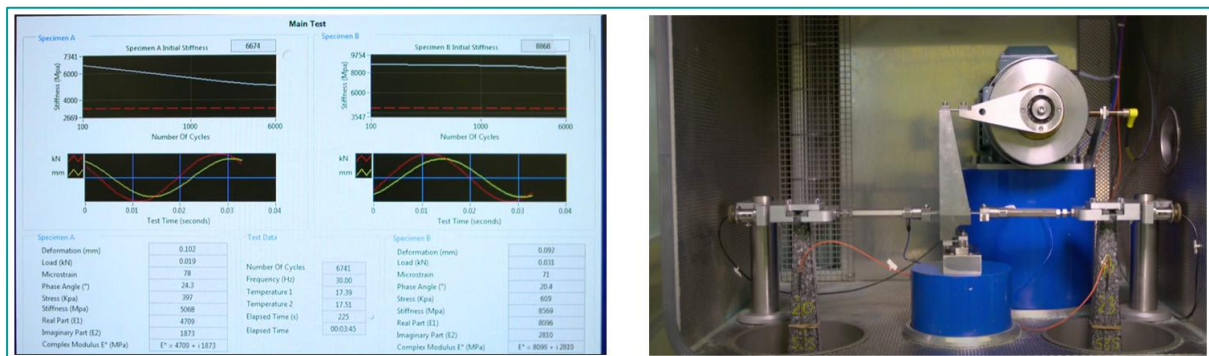 Main Test
Specimen A
Specimen A Initial Stiffness 6674
7341
6000
4000
2669
Stiffness (Mpa)
100 1000 6000
Number Of Cycles
kN
mm
0 0.01 0.02 0.03 0.04
Test Time (seconds)
Specimen B
Specimen B Initial Stiffness 8868
9754
8000
6000
3547
Stiffness (Mpa)
100 1000 6000
Number Of Cycles
kN
mm
0 0.01 0.02 0.03 0.04
Test Time (seconds)
Specimen A
Deformation (mm) 0.102
Load (kN) 0.019
Microstrain 78
Phase Angle (°) 24.3
Stress (Kpa) 397
Stiffness (Mpa) 5068
Real Part (E1) 4709
Imaginary Part (E2) 1873
Complex Modulus E* (MPa) E* = 4709 + i 1873
Test Data
Number Of Cycles 6741
Frequency (Hz) 30.00
Temperature 1 17.39
Temperature 2 17.51
Elapsed Time (s) 225
Elapsed Time 00:03:45
Specimen B
Deformation (mm) 0.092
Load (kN) 0.031
Microstrain 71
Phase Angle (°) 20.4
Stress (Kpa) 609
Stiffness (Mpa) 8569
Real Part (E1) 8096
Imaginary Part (E2) 2810
Complex Modulus E* (MPa) E* = 8096 + i 2810